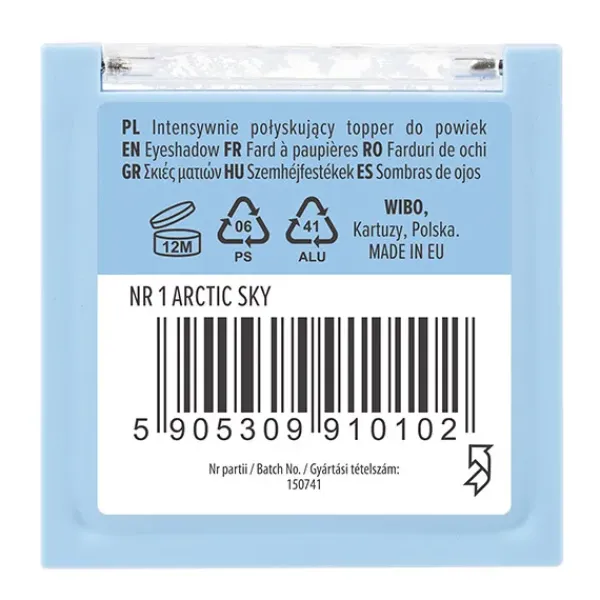 PL Intensywnie połyskujący topper do powiek
EN Eyeshadow FR Fard à paupières RO Farduri de ochi
GR Σκιές ματιών HU Szemhéjfestékek ES Sombras de ojos
12M
06
PS
41
ALU
WIBO,
Kartuzy, Polska.
MADE IN EU
NR 1 ARCTIC SKY
5 905309 910102
Nr partii / Batch No. / Gyártási tételszám:
150741